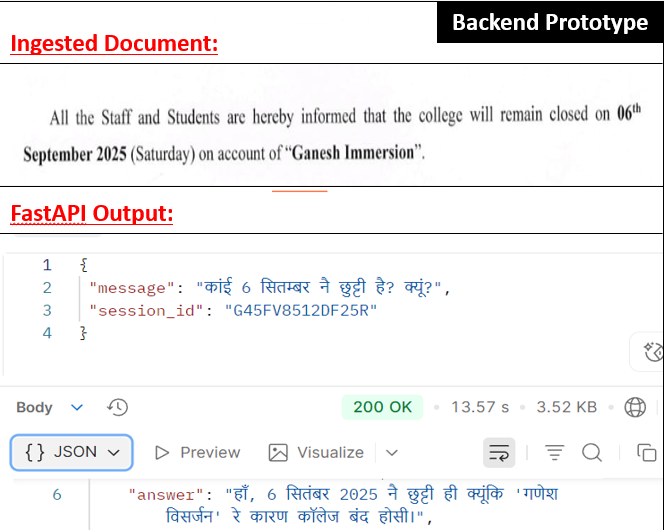 Backend Prototype
Ingested Document:
All the Staff and Students are hereby informed that the college will remain closed on 06th
September 2025 (Saturday) on account of “Ganesh Immersion”.
FastAPI Output:
1 {
2 "message": "कांई 6 सितम्बर नै छुट्टी है? क्यूं?",
3 "session_id": "G45FV8512DF25R"
4 }
Body 200 OK • 13.57 s • 3.52 KB •
{} JSON Preview Visualize
6 "answer": "हाँ, 6 सितंबर 2025 नै छुट्टी ही क्यूंकि 'गणेश
विसर्जन' रे कारण कॉलेज बंद होसी।",